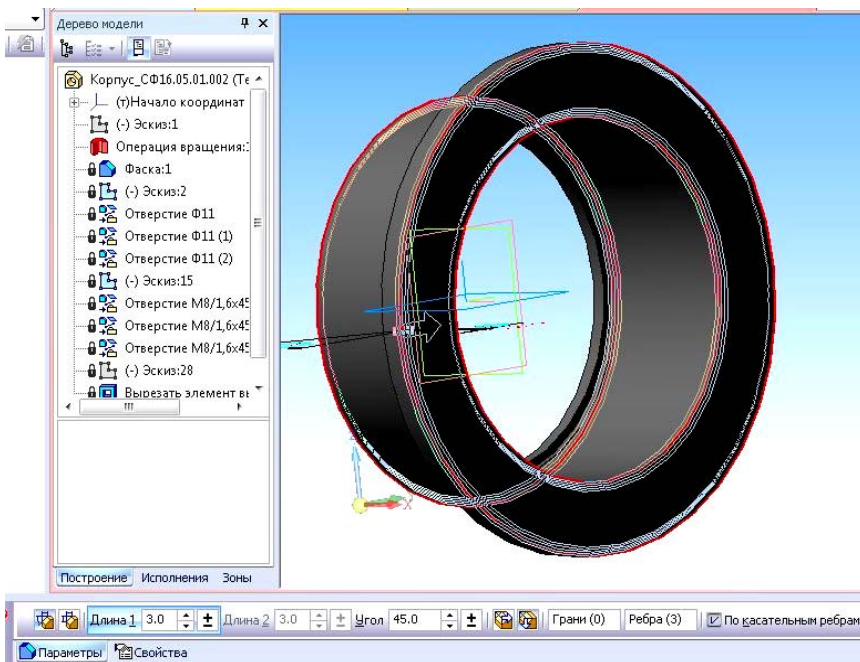 Дерево модели
Корпус_СФ16.05.01.002 (Те
(т)Начало координат
(-) Эскиз:1
Операция вращения:1
Фаска:1
(-) Эскиз:2
Отверстие Ф11
Отверстие Ф11 (1)
Отверстие Ф11 (2)
(-) Эскиз:15
Отверстие М8/1,6х45
Отверстие М8/1,6х45
Отверстие М8/1,6х45
(-) Эскиз:28
Вырезать элемент вы
X
Построение Исполнения Зоны
Длина 1 3.0 Длина 2 3.0 Угол 45.0 Грани (0) Ребра (3) По касательным ребрам
Параметры Свойства